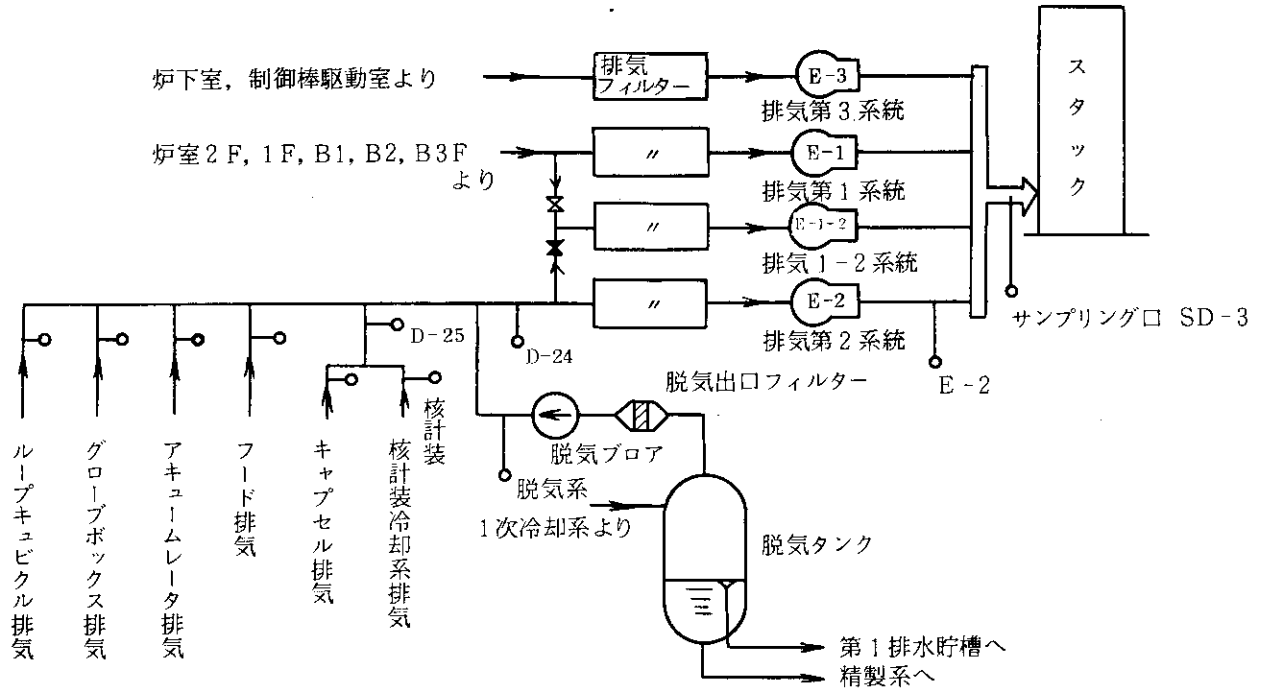 炉下室，制御棒駆動室より
排気
フィルター
E-3
排気第3系統
ス
タ
ッ
ク
炉室2F, 1F, B1, B2, B3F
より
〃
E-1
排気第1系統
〃
E-1-2
排気1-2系統
〃
E-2
排気第2系統
サンプリング口 SD-3
D-25
D-24
E-2
脱気出口フィルター
脱気ブロア
脱気系
1次冷却系より
脱気タンク
ループキュビクル排気
グローブボックス排気
アキュームレータ排気
フード排気
キャプセル排気
核計装冷却系排気
核計装
第1排水貯槽へ
精製系へ